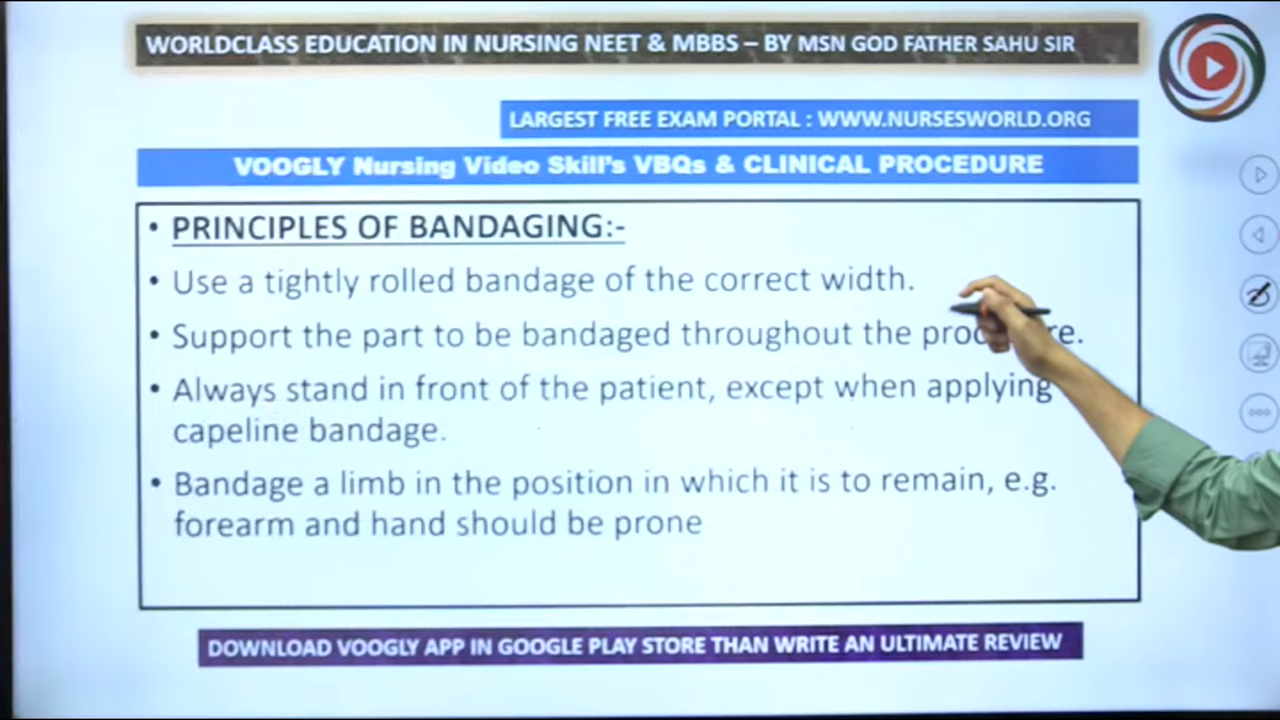 WORLDCLASS EDUCATION IN NURSING NEET & MBBS – BY MSN GOD FATHER SAHU SIR
LARGEST FREE EXAM PORTAL : WWW.NURSESWORLD.ORG
VOOGLY Nursing Video Skill's VBQs & CLINICAL PROCEDURE
• PRINCIPLES OF BANDAGING:-
• Use a tightly rolled bandage of the correct width.
• Support the part to be bandaged throughout the
• Always stand in front of the patient, except when applying
capeline bandage.
• Bandage a limb in the position in which it is to remain, e.g.
forearm and hand should be prone
DOWNLOAD VOOGLY APP IN GOOGLE PLAY STORE THAN WRITE AN ULTIMATE REVIEW